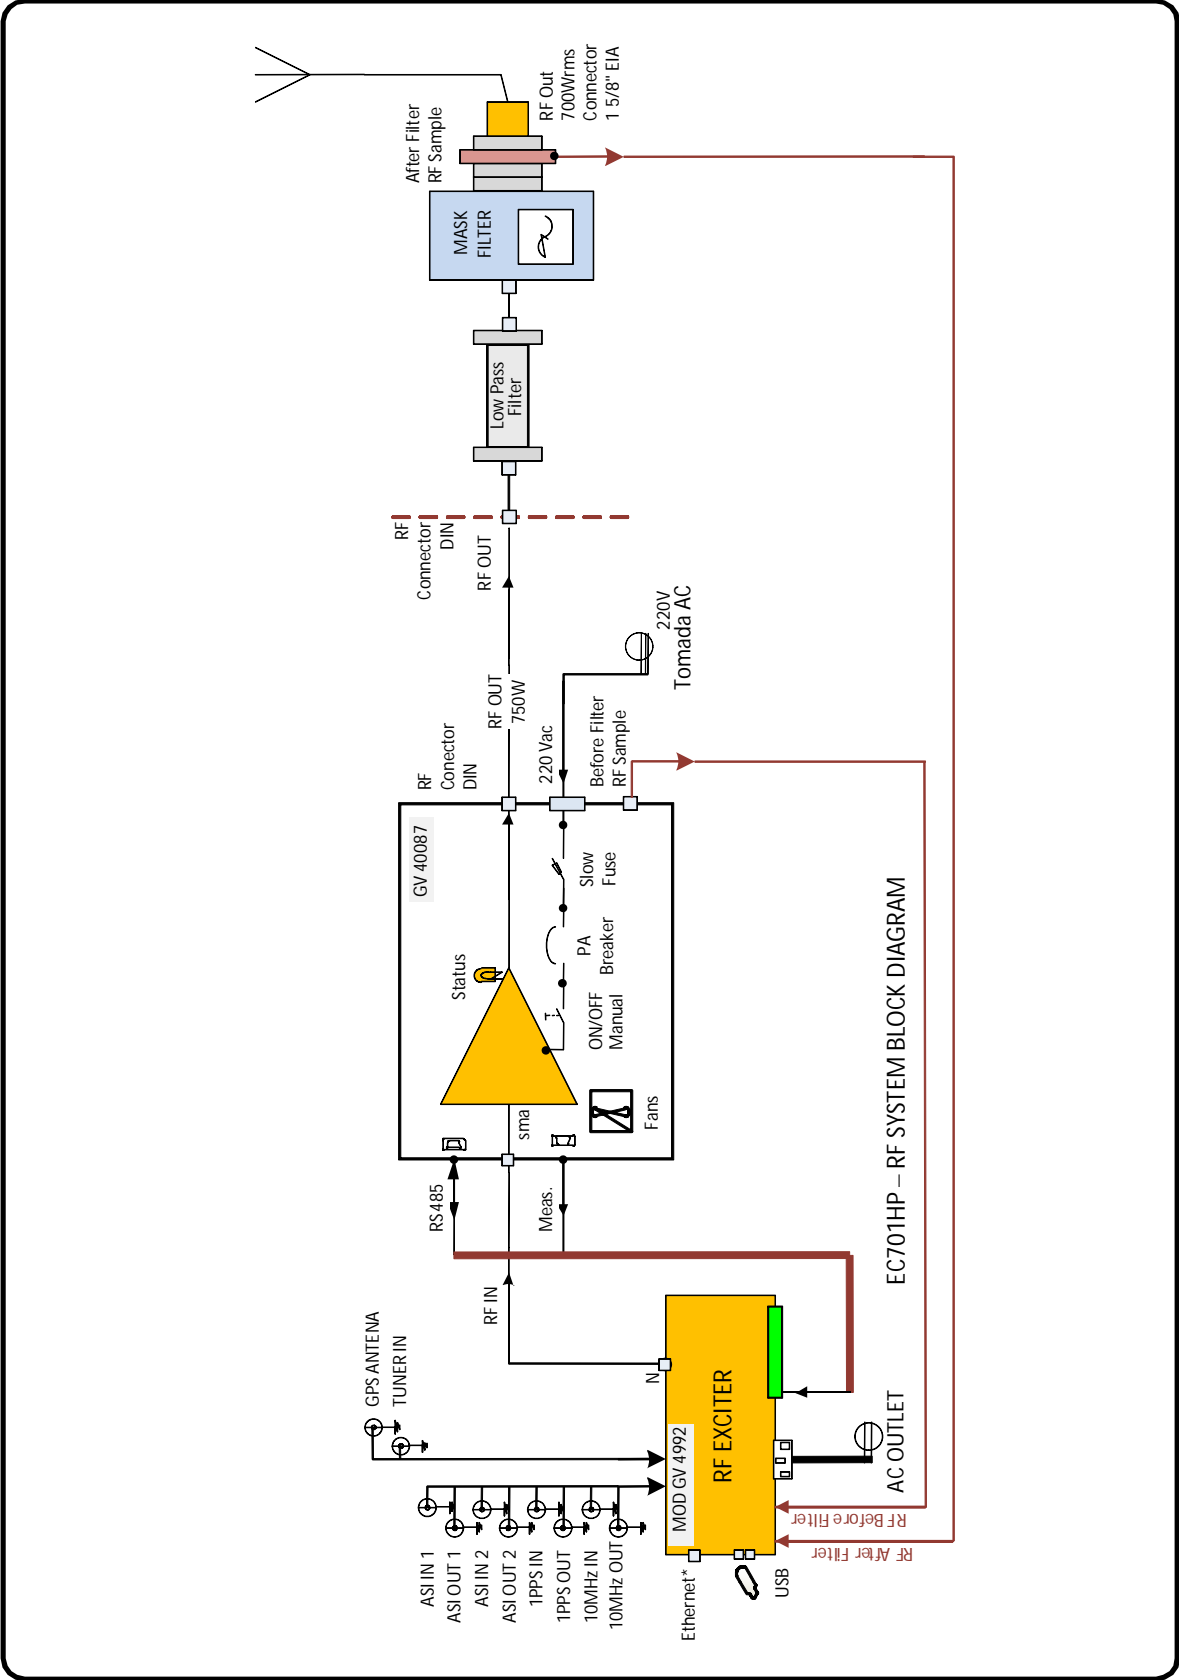 GPS ANTENA
TUNER IN
ASI IN 1
ASI OUT 1
ASI IN 2
ASI OUT 2
1PPS IN
1PPS OUT
10MHz IN
10MHz OUT
Ethernet*
USB
MOD GV 4992
RF EXCITER
N
AC OUTLET
RF Before Filter
RF After Filter
RF IN
RS485
Meas.
sma
GV 40087
Status
Fans
ON/OFF
Manual
PA
Breaker
Slow
Fuse
RF
Conector
DIN
RF OUT
750W
220 Vac
Before Filter
RF Sample
220V
Tomada AC
RF
Connector
DIN
RF OUT
Low Pass
Filter
MASK
FILTER
After Filter
RF Sample
RF Out
700Wrms
Connector
1 5/8" EIA
EC701HP – RF SYSTEM BLOCK DIAGRAM